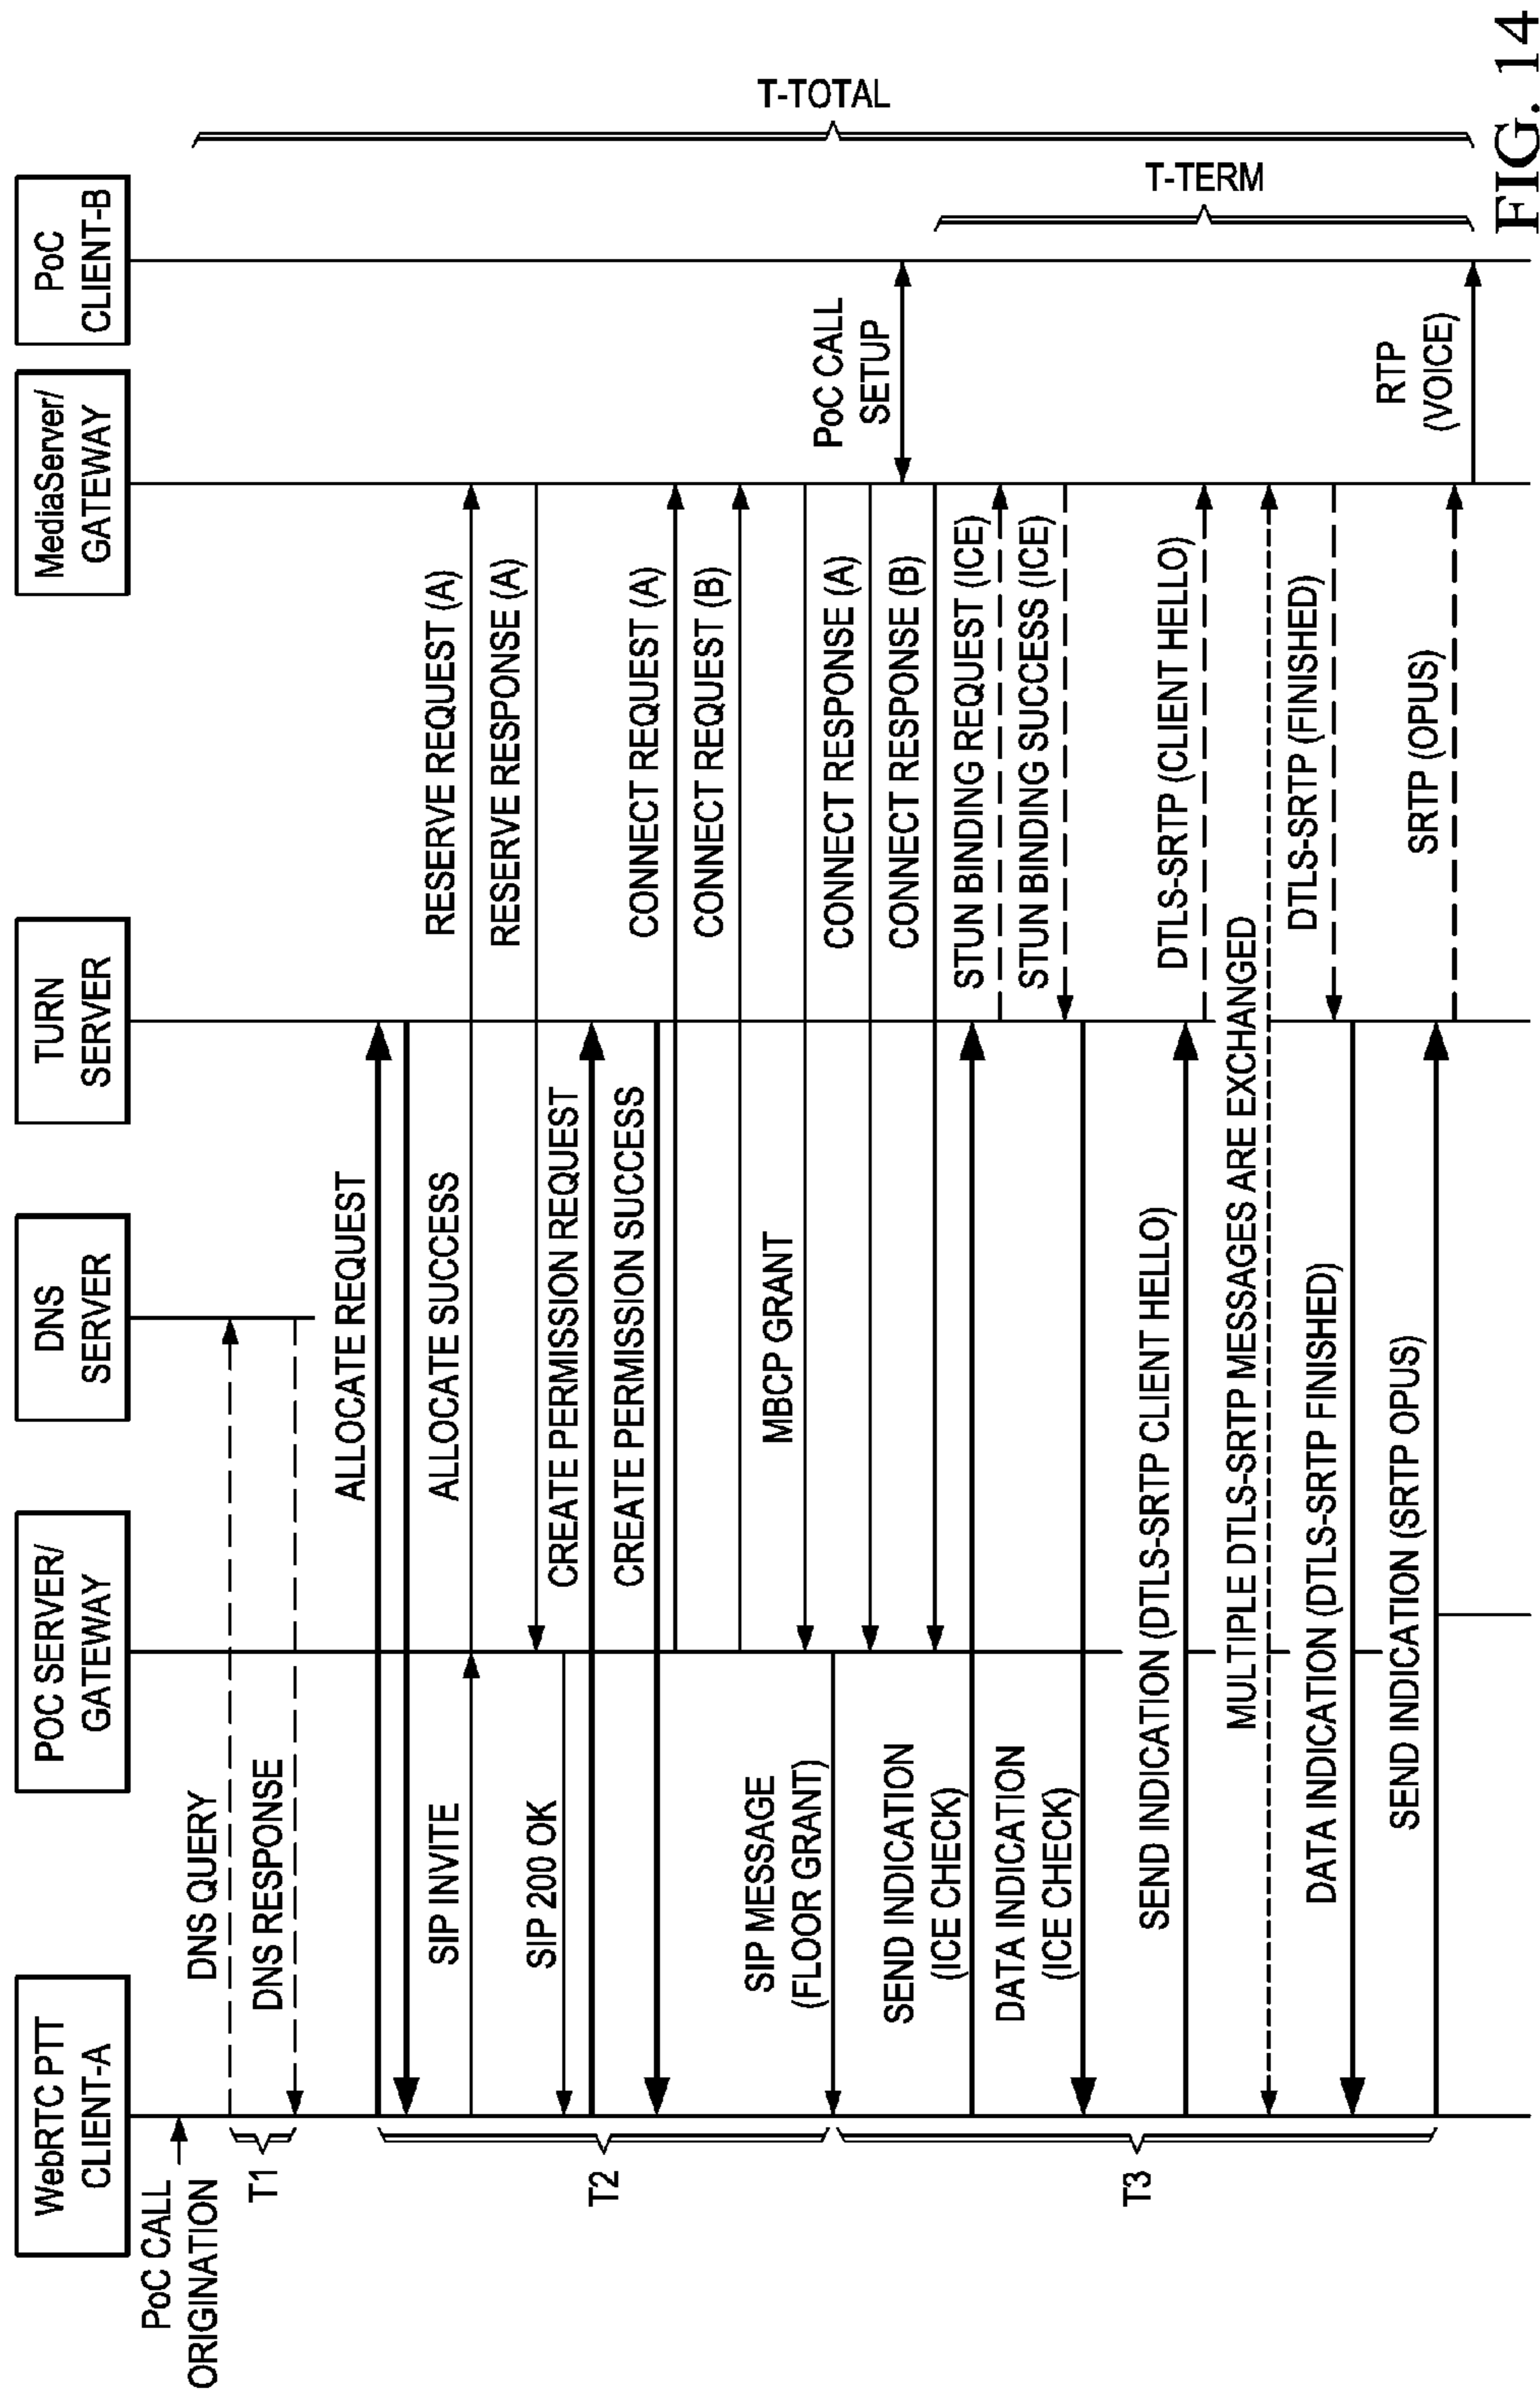 WebRTC PTT
CLIENT-A
POC SERVER/
GATEWAY
DNS
SERVER
TURN
SERVER
MediaServer/
GATEWAY
PoC
CLIENT-B
PoC CALL
ORIGINATION
DNS QUERY
T1
DNS RESPONSE
ALLOCATE REQUEST
ALLOCATE SUCCESS
SIP INVITE
RESERVE REQUEST (A)
RESERVE RESPONSE (A)
SIP 200 OK
CREATE PERMISSION REQUEST
T2
CREATE PERMISSION SUCCESS
CONNECT REQUEST (A)
CONNECT REQUEST (B)
MBCP GRANT
SIP MESSAGE
(FLOOR GRANT)
CONNECT RESPONSE (A)
PoC CALL
SETUP
CONNECT RESPONSE (B)
SEND INDICATION
(ICE CHECK)
STUN BINDING REQUEST (ICE)
STUN BINDING SUCCESS (ICE)
DATA INDICATION
(ICE CHECK)
T3
SEND INDICATION (DTLS-SRTP CLIENT HELLO)
DTLS-SRTP (CLIENT HELLO)
MULTIPLE DTLS-SRTP MESSAGES ARE EXCHANGED
DTLS-SRTP (FINISHED)
DATA INDICATION (DTLS-SRTP FINISHED)
SEND INDICATION (SRTP OPUS)
SRTP (OPUS)
RTP
(VOICE)
T-TERM
T-TOTAL
FIG. 14